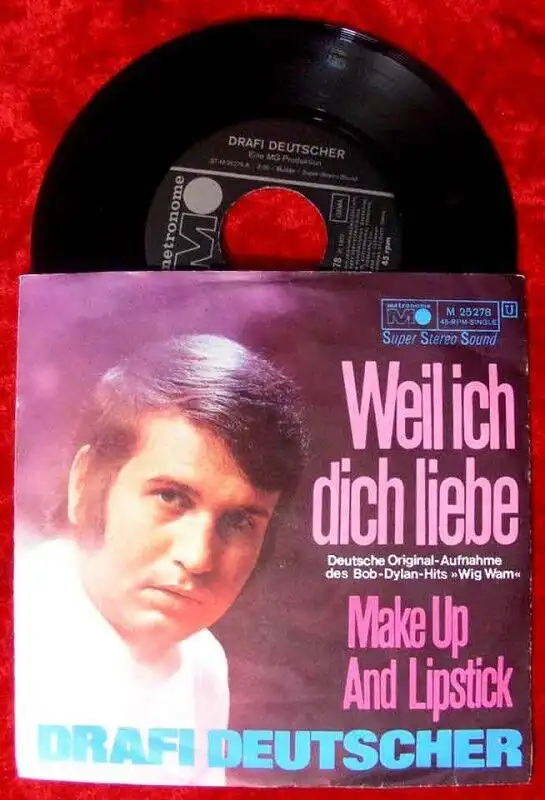 DRAFI DEUTSCHER
Eine MG Produktion
metronome
GEMA
45 rpm
metronome
M 25278
U
45-RPM-SINGLE
Super Stereo Sound
Weil ich
dich liebe
Deutsche Original-Aufnahme
des Bob-Dylan-Hits »Wig Wam«
Make Up
And Lipstick
DRAFI DEUTSCHER